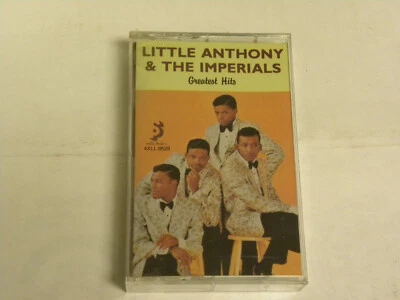 LITTLE ANTHONY
& THE IMPERIALS
Greatest Hits